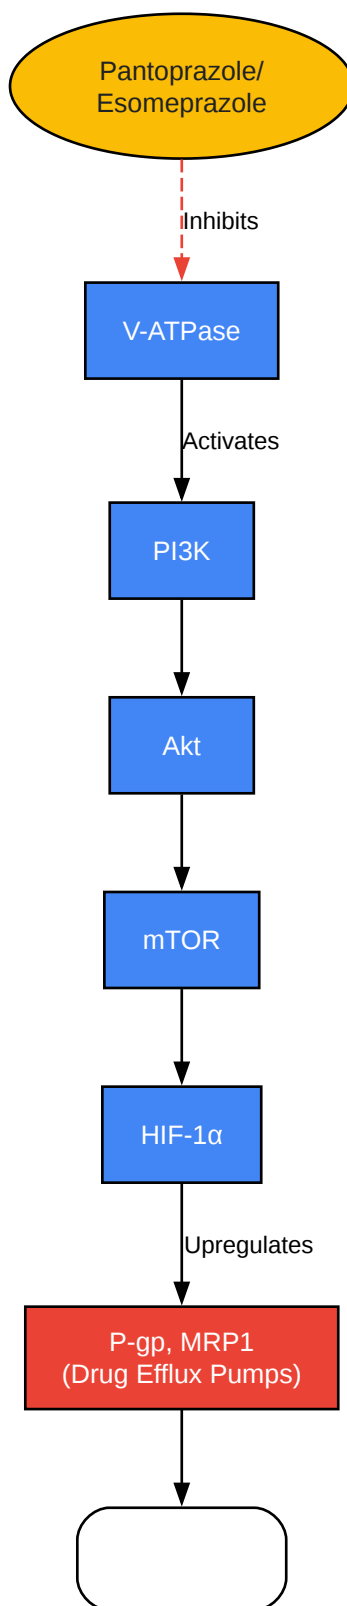 Pantoprazole/
Esomeprazole
Inhibits
V-ATPase
Activates
PI3K
Akt
mTOR
HIF-1α
Upregulates
P-gp, MRP1
(Drug Efflux Pumps)